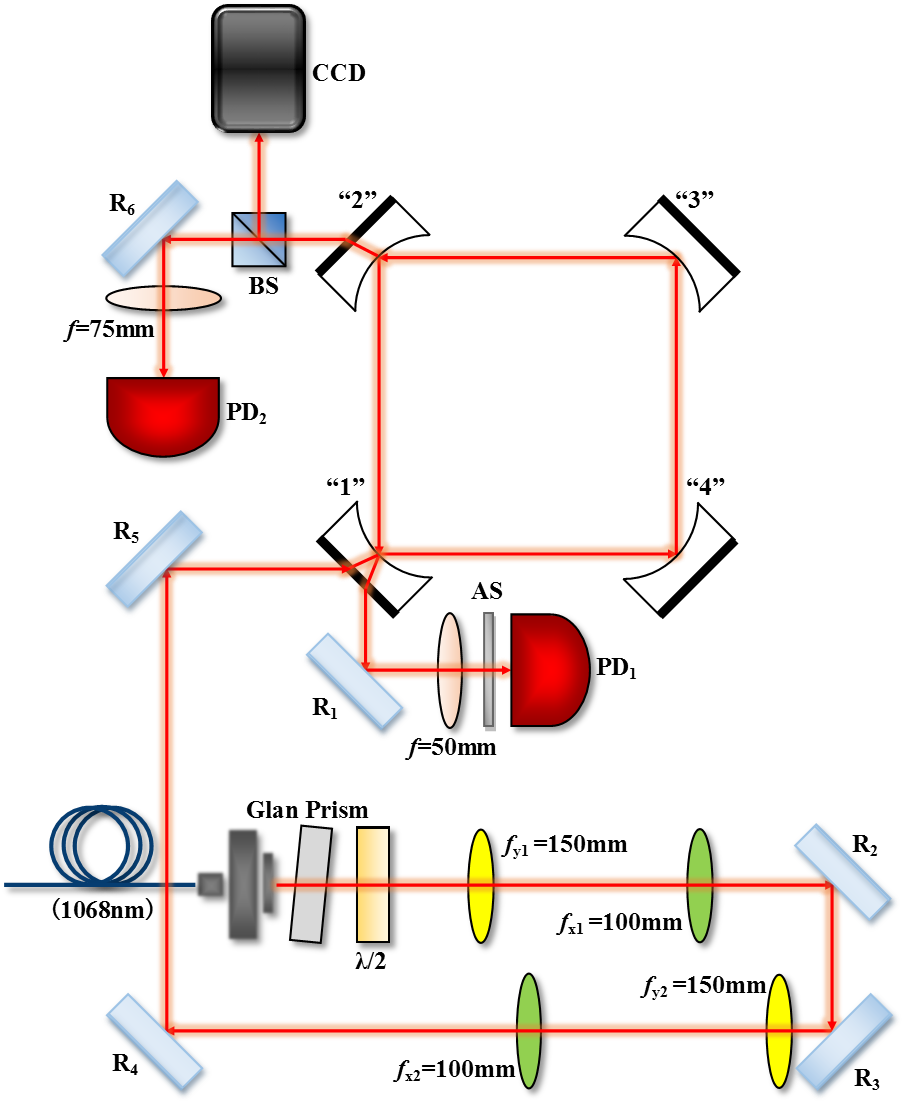 CCD
R6
“2”
“3”
BS
f=75mm
PD2
“1”
“4”
R5
AS
PD1
R1
f=50mm
Glan Prism
fy1 =150mm
R2
(1068nm)
fx1 =100mm
λ/2
fy2 =150mm
R4
fx2=100mm
R3